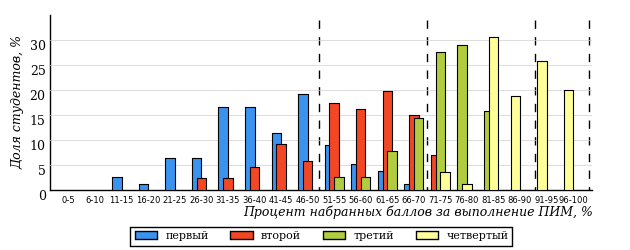 Доля студентов, %
30
25
20
15
10
5
0
0-5 6-10 11-15 16-20 21-25 26-30 31-35 36-40 41-45 46-50 51-55 56-60 61-65 66-70 71-75 76-80 81-85 86-90 91-95 96-100
Процент набранных баллов за выполнение ПИМ, %
первый второй третий четвертый